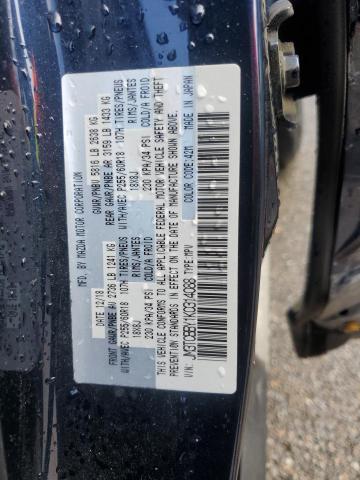 MFD. BY MAZDA MOTOR CORPORATION
DATE: 12/18 GVWR/PNBV 5816 LB 2638 KG
FRONT GAWR/PNBE AV 2736 LB 1241 KG REAR GAWR/PNBE AR 3159 LB 1433 KG
WITH/AVEC P255/60R18 107H TIRES/PNEUS WITH/AVEC P255/60R18 107H TIRES/PNEUS
18X8J RIMS/JANTES 18X8J RIMS/JANTES
230 KPA/34 PSI COLD/A FROID 230 KPA/34 PSI COLD/A FROID
THIS VEHICLE CONFORMS TO ALL APPLICABLE FEDERAL MOTOR VEHICLE SAFETY, BUMPER,
AND THEFT PREVENTION STANDARDS IN EFFECT ON THE DATE OF MANUFACTURE SHOWN ABOVE.
VIN: JM3TCBBYXK0314088 TYPE: MPV COLOR CODE: 42M MADE IN JAPAN